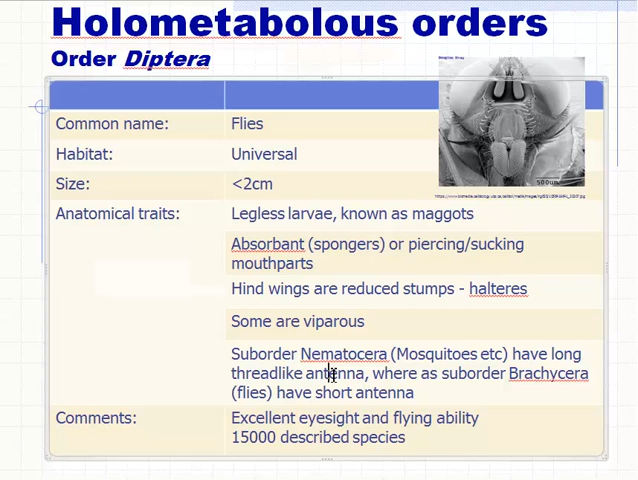 Holometabolous orders
Order Diptera
Common name: Flies
Habitat: Universal
Size: <2cm
500um
Anatomical traits: Legless larvae, known as maggots
Absorbant (spongers) or piercing/sucking
mouthparts
Hind wings are reduced stumps - halteres
Some are viparous
Suborder Nematocera (Mosquitoes etc) have long
threadlike antenna, where as suborder Brachycera
(flies) have short antenna
Comments: Excellent eyesight and flying ability
15000 described species